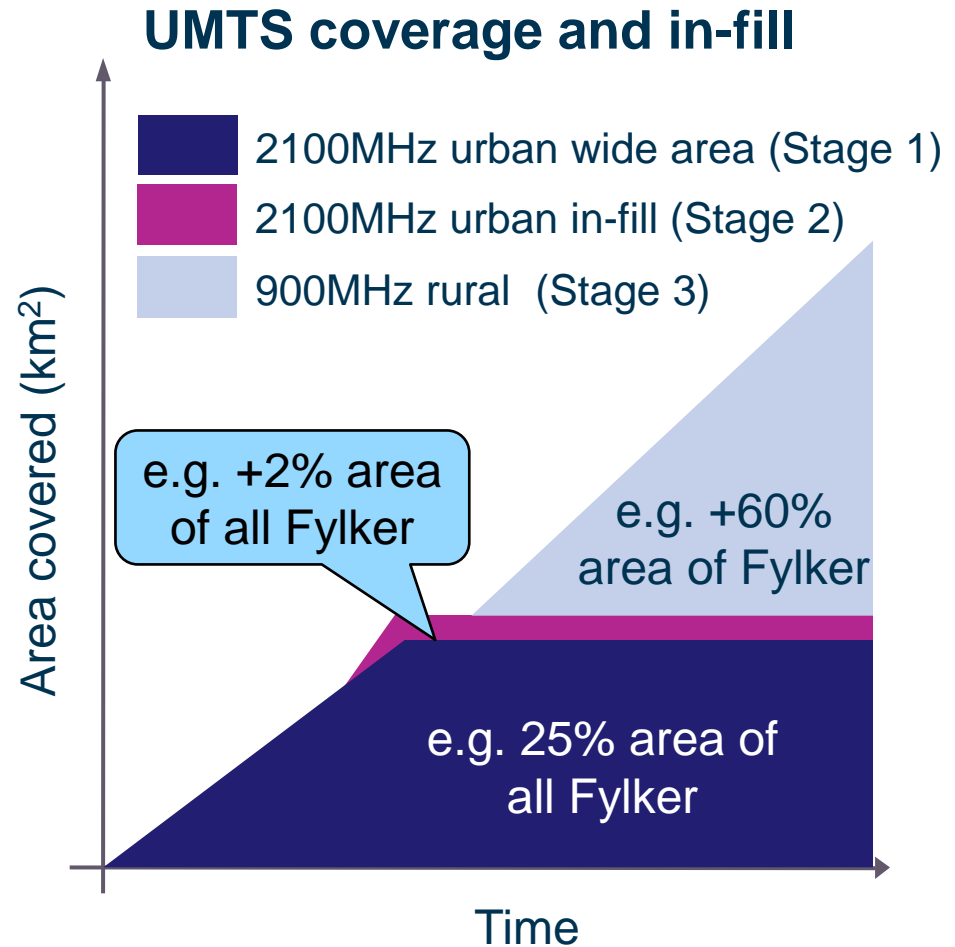 UMTS coverage and in-fill
2100MHz urban wide area (Stage 1)
2100MHz urban in-fill (Stage 2)
900MHz rural (Stage 3)
Area covered (km²)
e.g. +2% area
of all Fylker
e.g. +60%
area of Fylker
e.g. 25% area of
all Fylker
Time